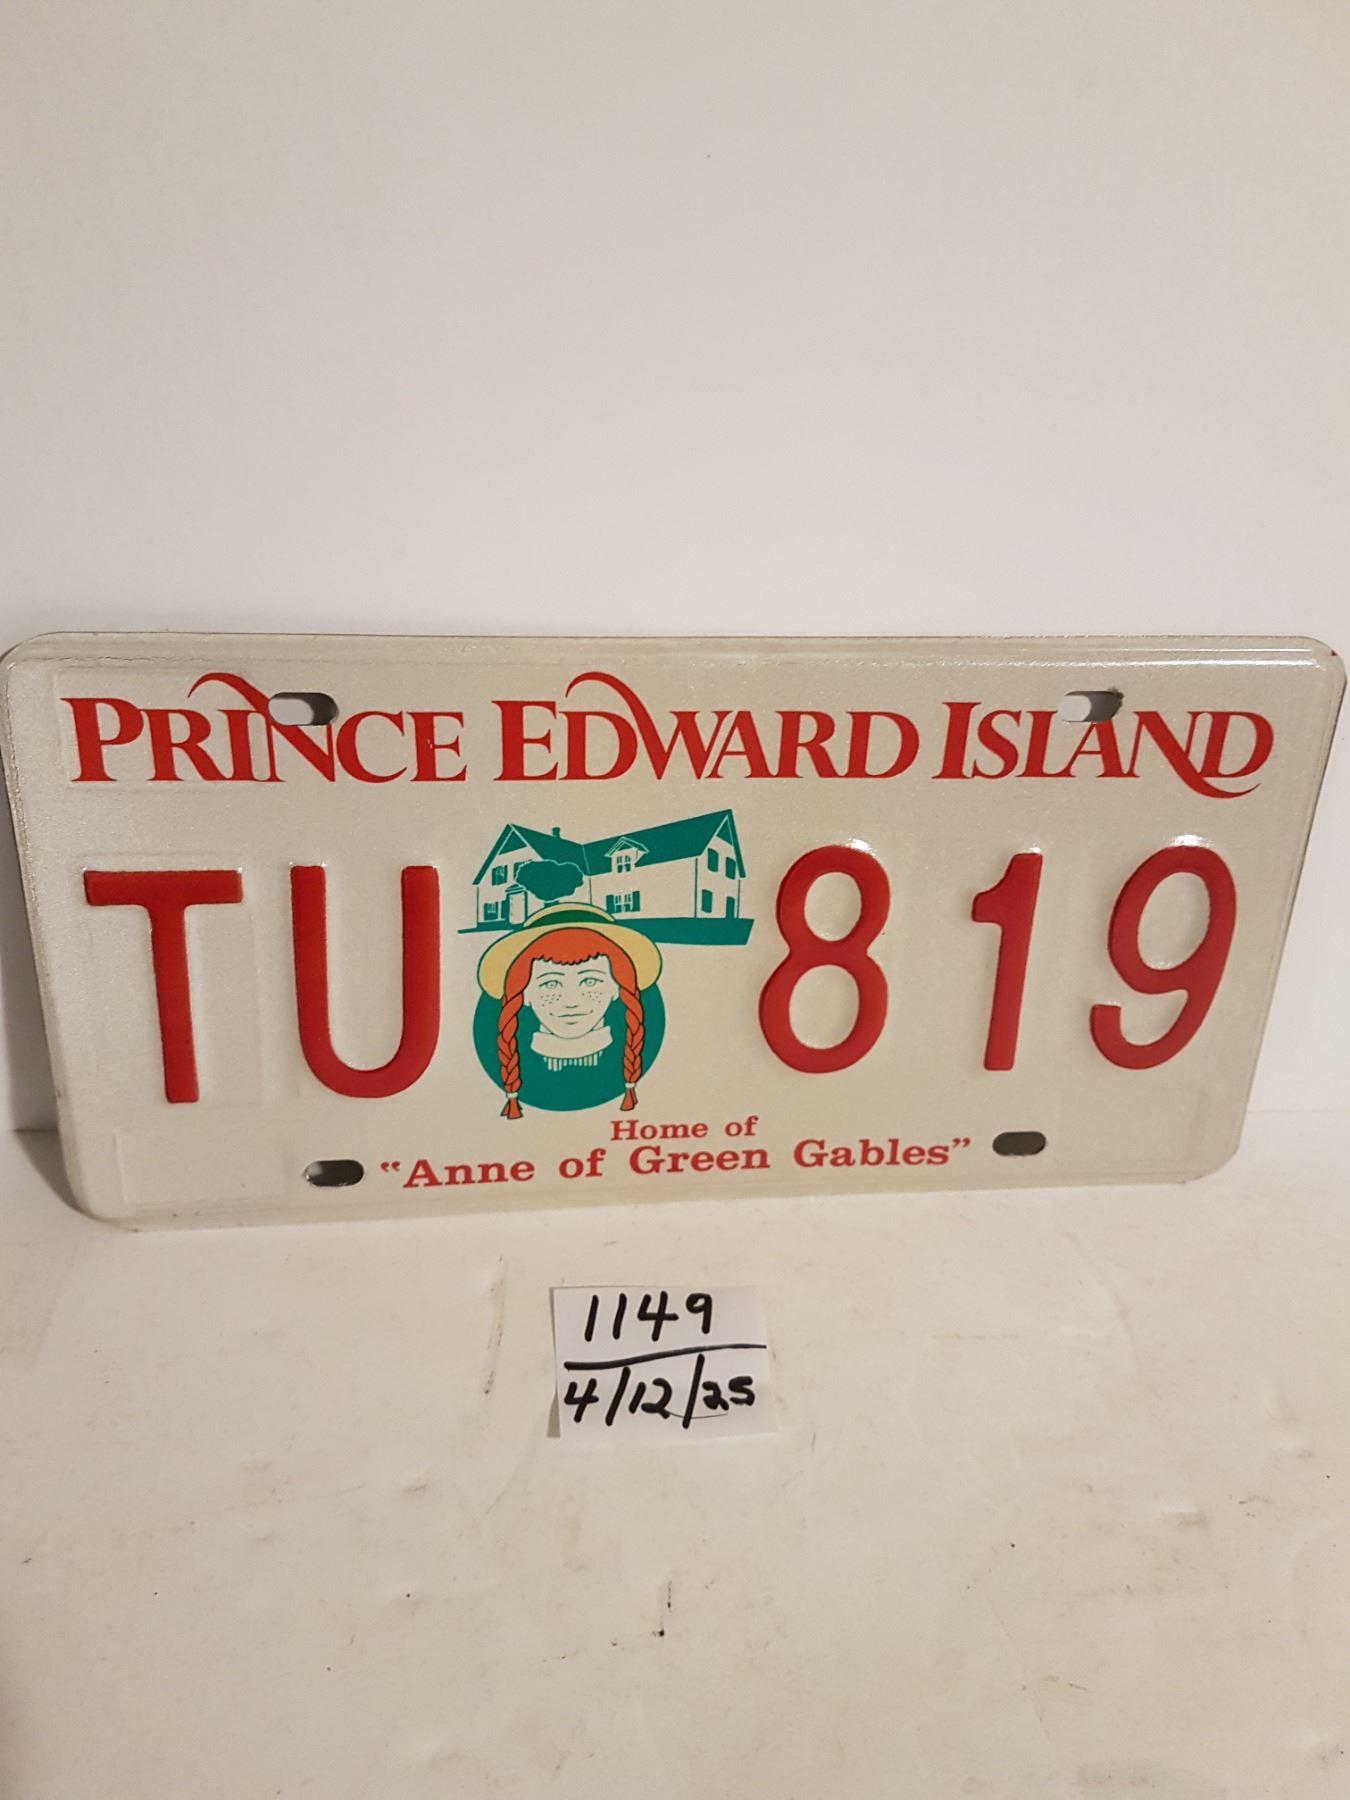 PRINCE EDWARD ISLAND
TU 819
Home of
"Anne of Green Gables"
1149
4/12/25